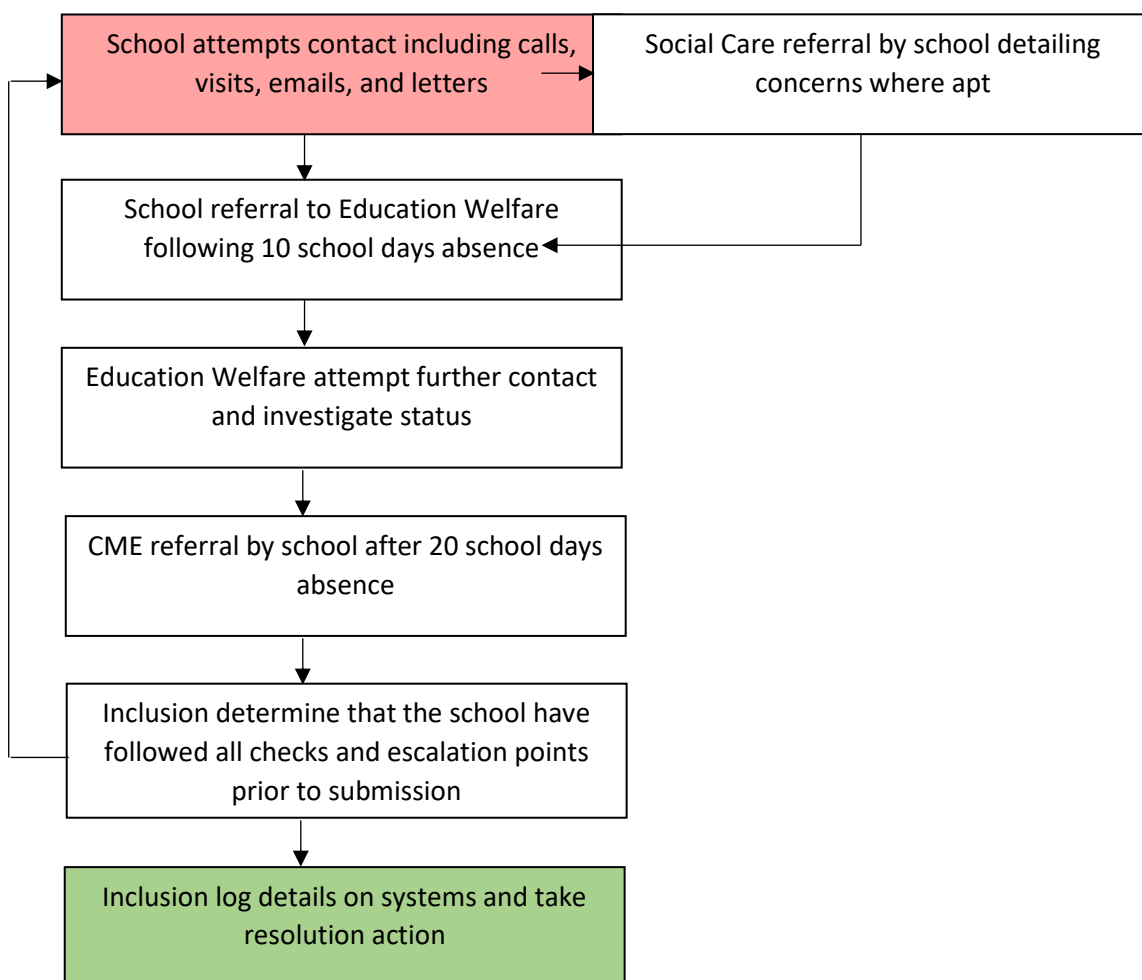 School attempts contact including calls,
visits, emails, and letters
Social Care referral by school detailing
concerns where apt
School referral to Education Welfare
following 10 school days absence
Education Welfare attempt further contact
and investigate status
CME referral by school after 20 school days
absence
Inclusion determine that the school have
followed all checks and escalation points
prior to submission
Inclusion log details on systems and take
resolution action